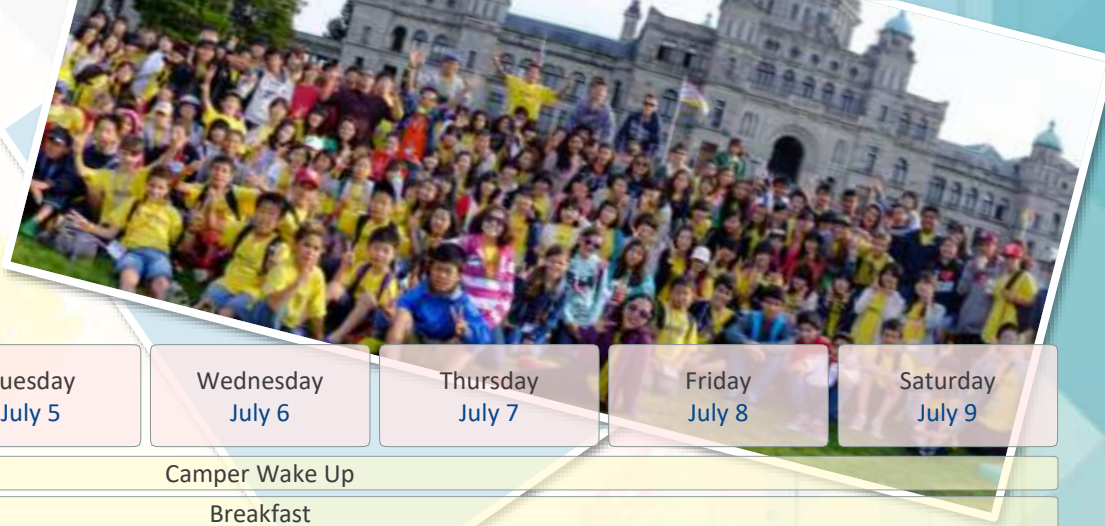 uesday
July 5
Wednesday
July 6
Thursday
July 7
Friday
July 8
Saturday
July 9
Camper Wake Up
Breakfast